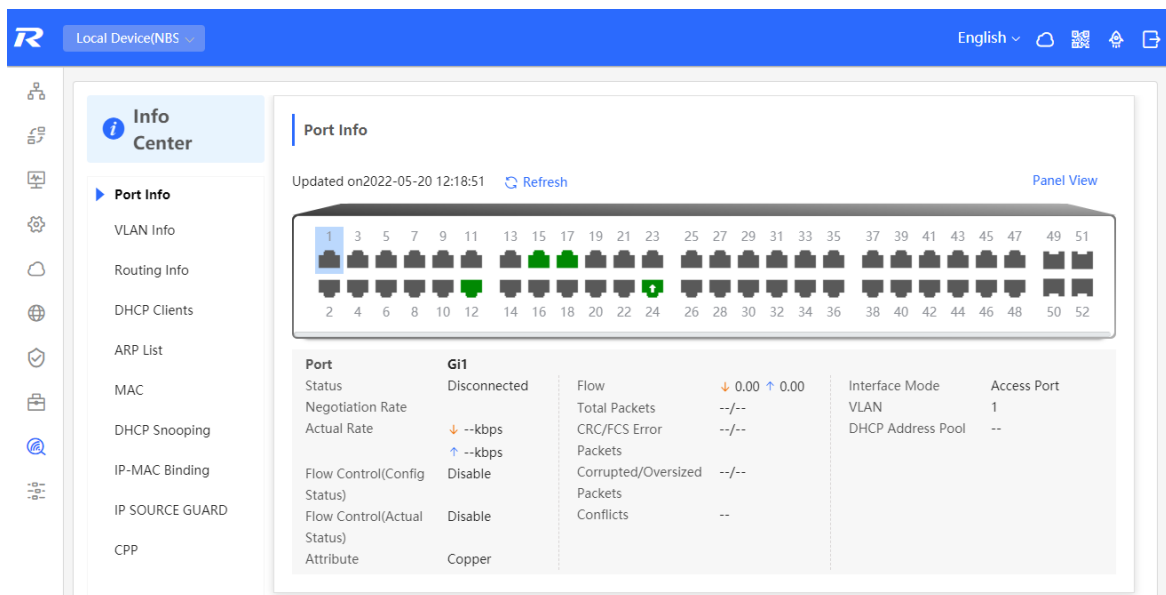 R
Local Device(NBS
English
Info
Center
Port Info
VLAN Info
Routing Info
DHCP Clients
ARP List
MAC
DHCP Snooping
IP-MAC Binding
IP SOURCE GUARD
CPP
Port Info
Updated on2022-05-20 12:18:51 Refresh
Panel View
1 3 5 7 9 11 13 15 17 19 21 23 25 27 29 31 33 35 37 39 41 43 45 47 49 51
2 4 6 8 10 12 14 16 18 20 22 24 26 28 30 32 34 36 38 40 42 44 46 48 50 52
Port Gi1
Status Disconnected
Negotiation Rate
Actual Rate ↓ --kbps
↑ --kbps
Flow Control(Config Disable
Status)
Flow Control(Actual Disable
Status)
Attribute Copper
Flow ↓ 0.00 ↑ 0.00
Total Packets --/--
CRC/FCS Error --/--
Packets
Corrupted/Oversized --/--
Packets
Conflicts --
Interface Mode Access Port
VLAN 1
DHCP Address Pool --